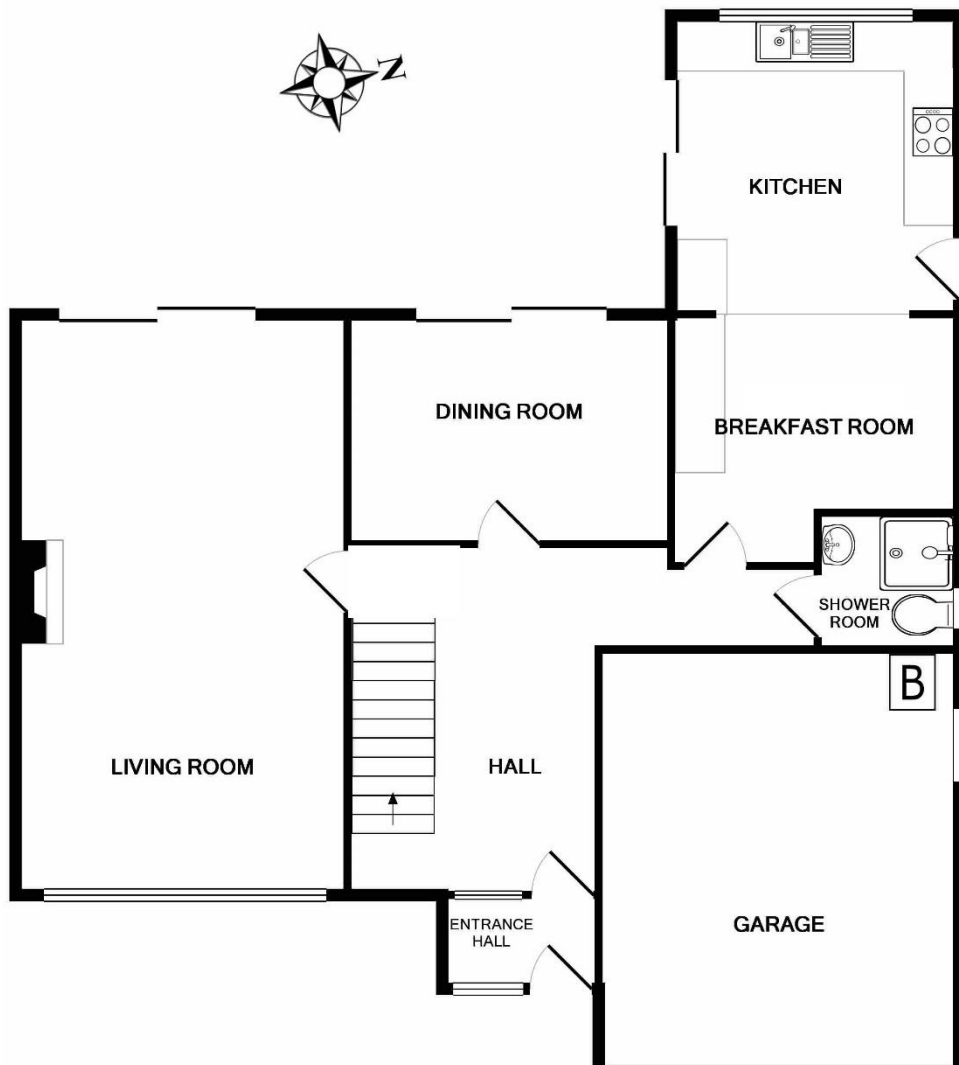 N
KITCHEN
DINING ROOM
BREAKFAST ROOM
SHOWER
ROOM
B
LIVING ROOM
HALL
ENTRANCE
HALL
GARAGE